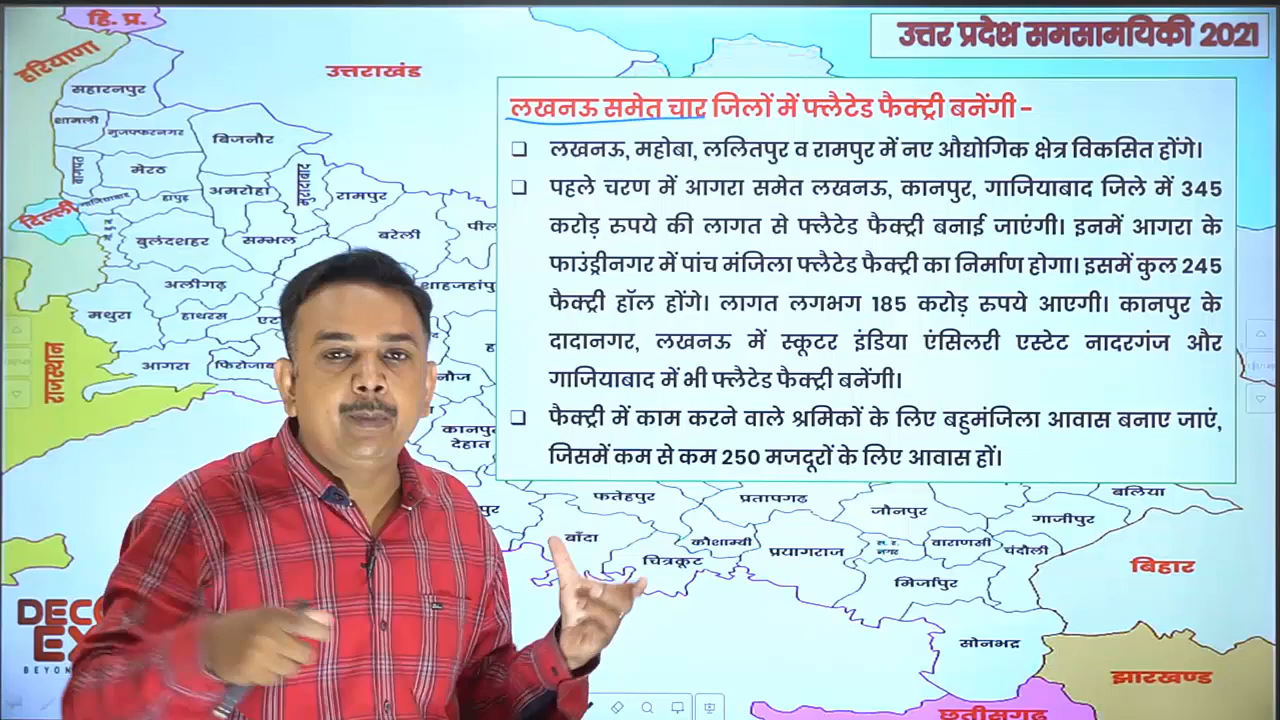 हि. प्र.
हरियाणा
उत्तराखंड
उत्तर प्रदेश समसामयिकी 2021
लखनऊ समेत चार जिलों में फ्लैटेड फैक्ट्री बनेंगी -
लखनऊ, महोबा, ललितपुर व रामपुर में नए औद्योगिक क्षेत्र विकसित होंगे।
पहले चरण में आगरा समेत लखनऊ, कानपुर, गाजियाबाद जिले में 345
करोड़ रुपये की लागत से फ्लैटेड फैक्ट्री बनाई जाएंगी। इनमें आगरा के
फाउंड्रीनगर में पांच मंजिला फ्लैटेड फैक्ट्री का निर्माण होगा। इसमें कुल 245
फैक्ट्री हॉल होंगे। लागत लगभग 185 करोड़ रुपये आएगी। कानपुर के
दादानगर, लखनऊ में स्कूटर इंडिया एंसिलरी एस्टेट नादरगंज और
गाजियाबाद में भी फ्लैटेड फैक्ट्री बनेंगी।
फैक्ट्री में काम करने वाले श्रमिकों के लिए बहुमंजिला आवास बनाए जाएं,
जिसमें कम से कम 250 मजदूरों के लिए आवास हों।
सहारनपुर
शामली
मुजफ्फरनगर
बिजनौर
बागपत
मेरठ
अमरोहा
मुरादाबाद
रामपुर
दिल्ली
गाजियाबाद
हापुड़
बुलंदशहर
सम्भल
बरेली
अलीगढ़
मथुरा
हाथरस
राजस्थान
आगरा
देहात
फतेहपुर
प्रतापगढ
जौनपुर
बलिया
गाजीपुर
बाँदा
कौशाम्बी
चित्रकूट
प्रयागराज
वाराणसी
चंदौली
मिर्जापुर
बिहार
सोनभद्र
झारखण्ड
छत्तीसगढ़